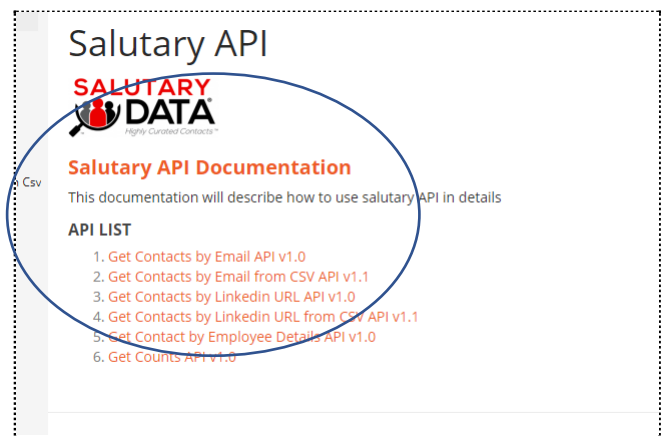 Salutary API
SALUTARY
DATA
Highly Curated Contacts™
Salutary API Documentation
Csv
This documentation will describe how to use salutary API in details
API LIST
1. Get Contacts by Email API v1.0
2. Get Contacts by Email from CSV API v1.1
3. Get Contacts by Linkedin URL API v1.0
4. Get Contacts by Linkedin URL from CSV API v1.1
5. Get Contact by Employee Details API v1.0
6. Get Counts API v1.0